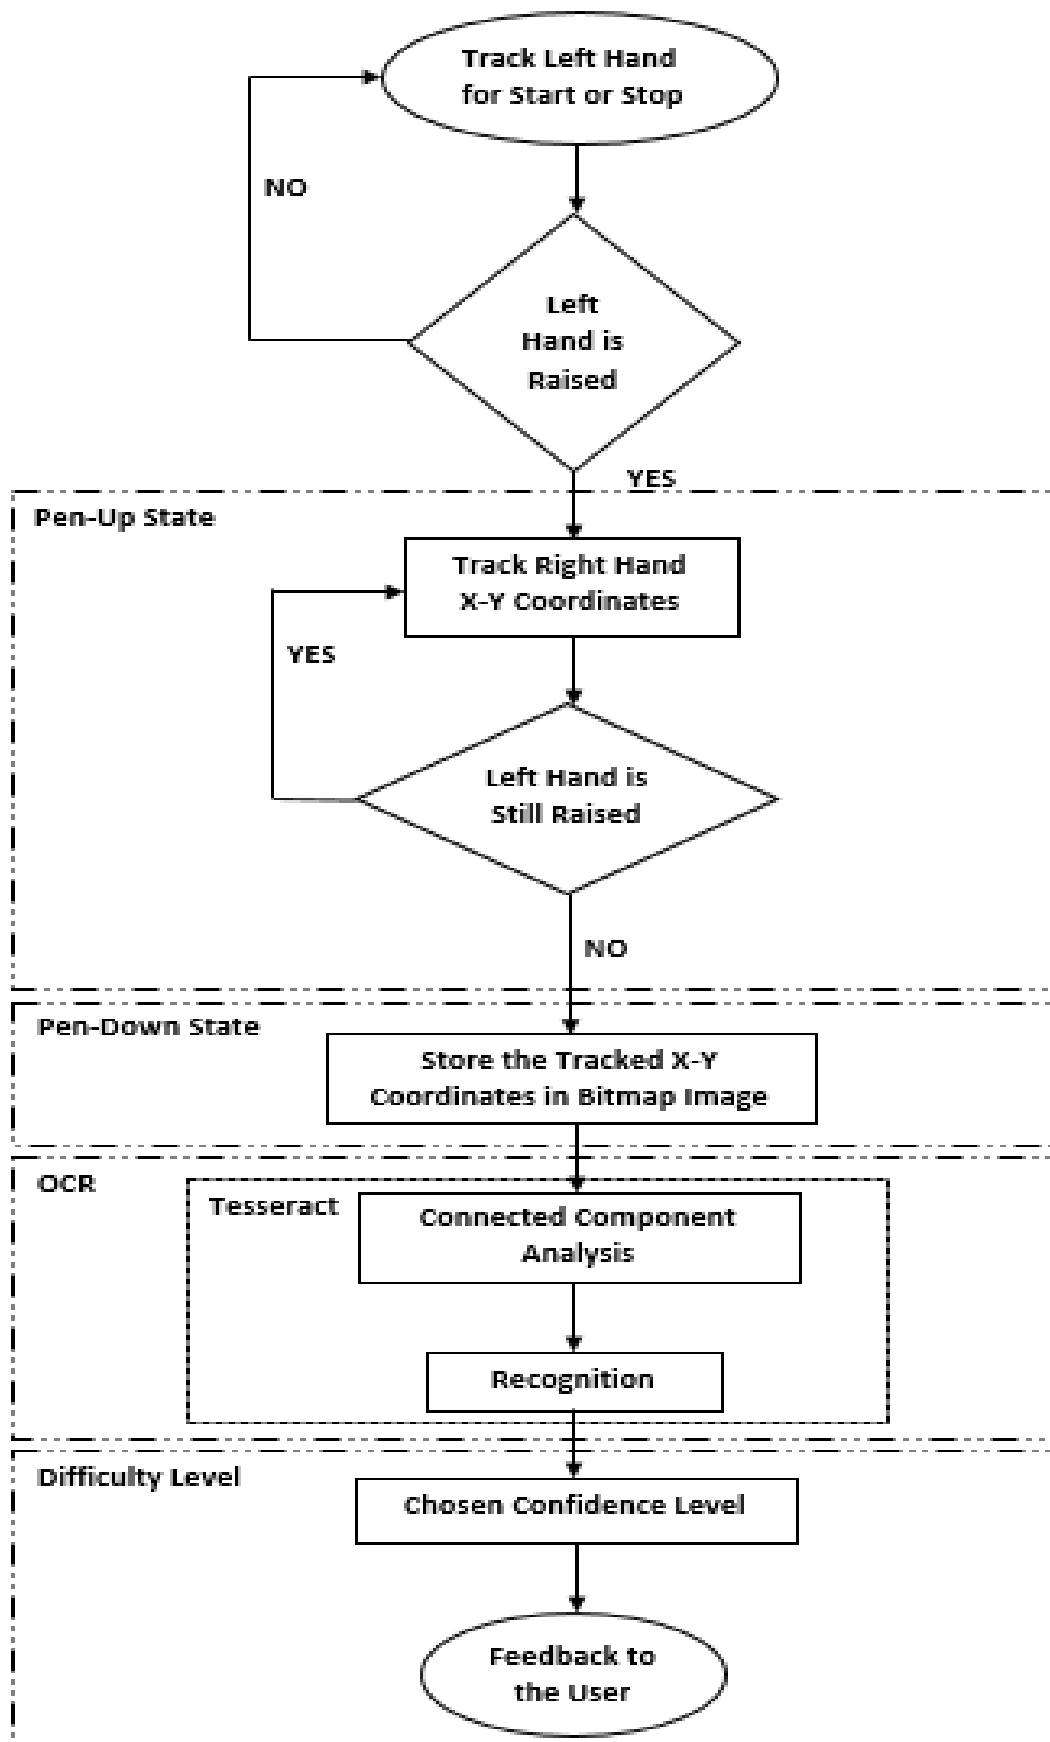 Track Left Hand
for Start or Stop
NO
Left
Hand is
Raised
YES
Pen-Up State
Track Right Hand
X-Y Coordinates
YES
Left Hand is
Still Raised
NO
Pen-Down State
Store the Tracked X-Y
Coordinates in Bitmap Image
OCR
Tesseract
Connected Component
Analysis
Recognition
Difficulty Level
Chosen Confidence Level
Feedback to
the User